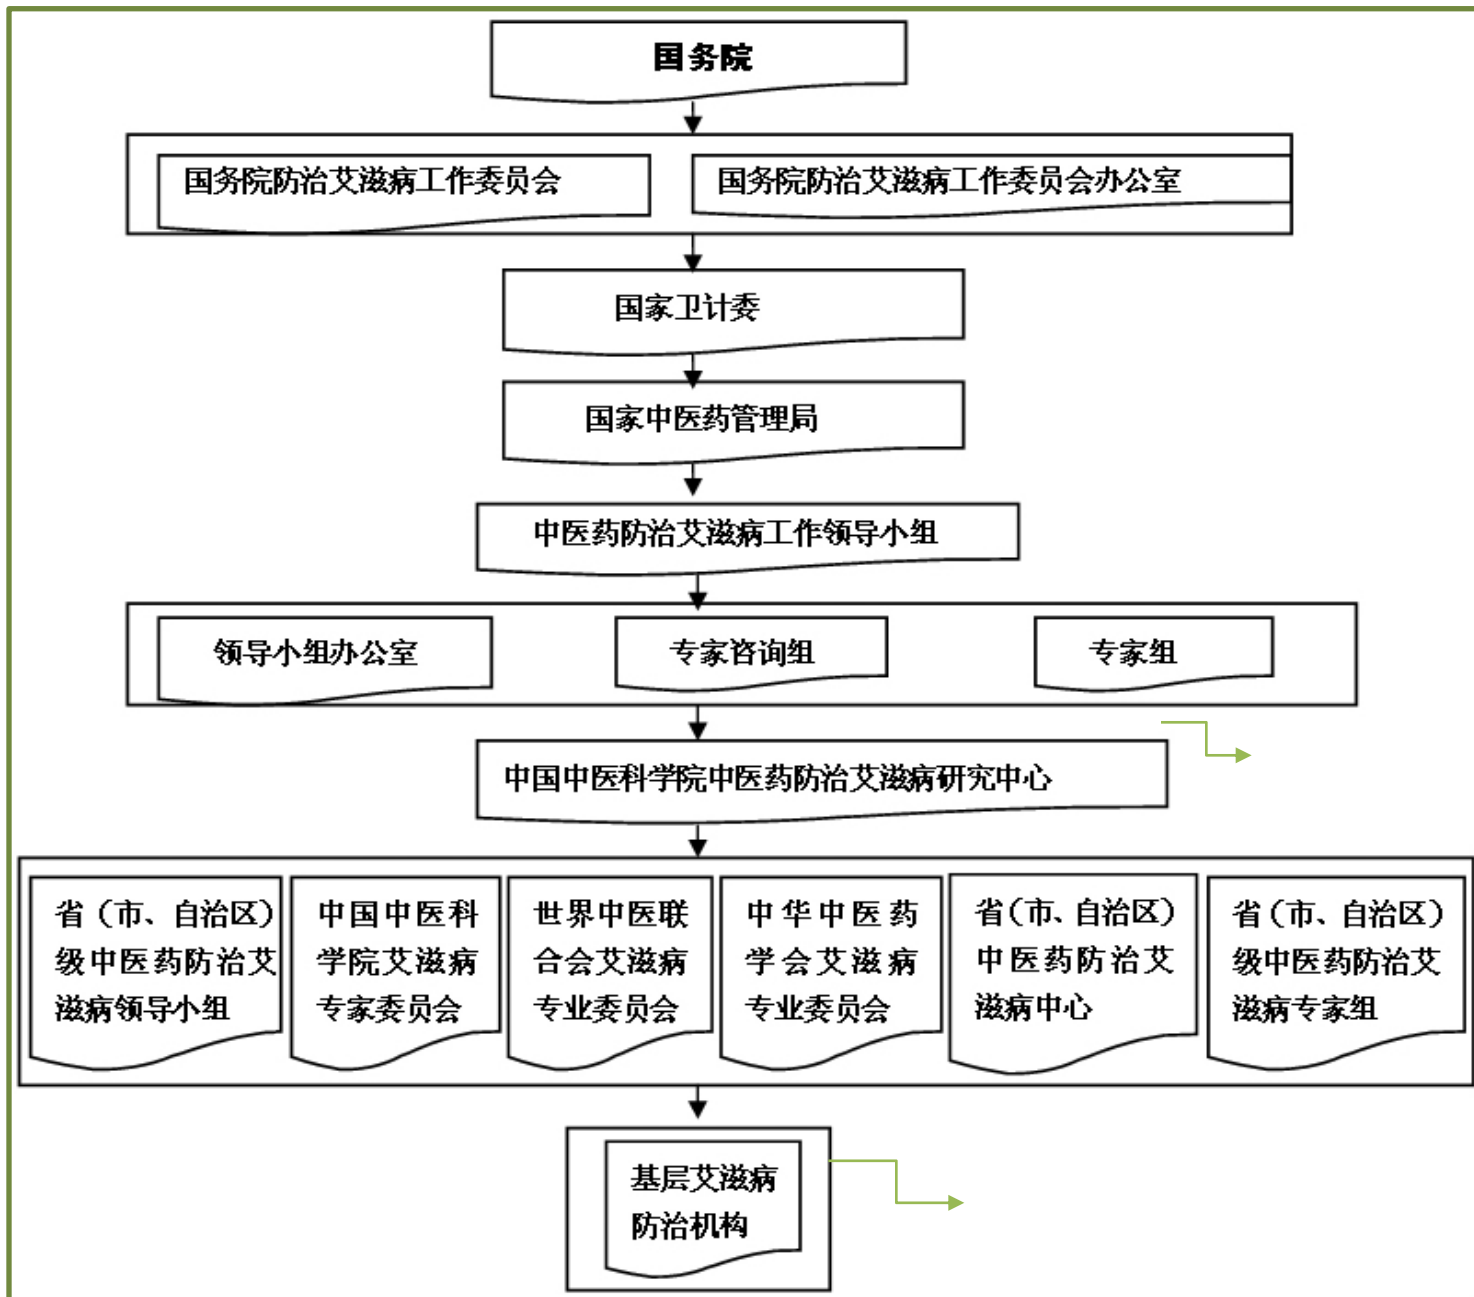 国务院
国务院防治艾滋病工作委员会
国务院防治艾滋病工作委员会办公室
国家卫计委
国家中医药管理局
中医药防治艾滋病工作领导小组
领导小组办公室
专家咨询组
专家组
中国中医科学院中医药防治艾滋病研究中心
省（市、自治区）
级中医药防治艾
滋病领导小组
中国中医科
学院艾滋病
专家委员会
世界中医联
合会艾滋病
专业委员会
中华中医药
学会艾滋病
专业委员会
省（市、自治区）
中医药防治艾
滋病中心
省（市、自治区）
级中医药防治艾
滋病专家组
基层艾滋病
防治机构